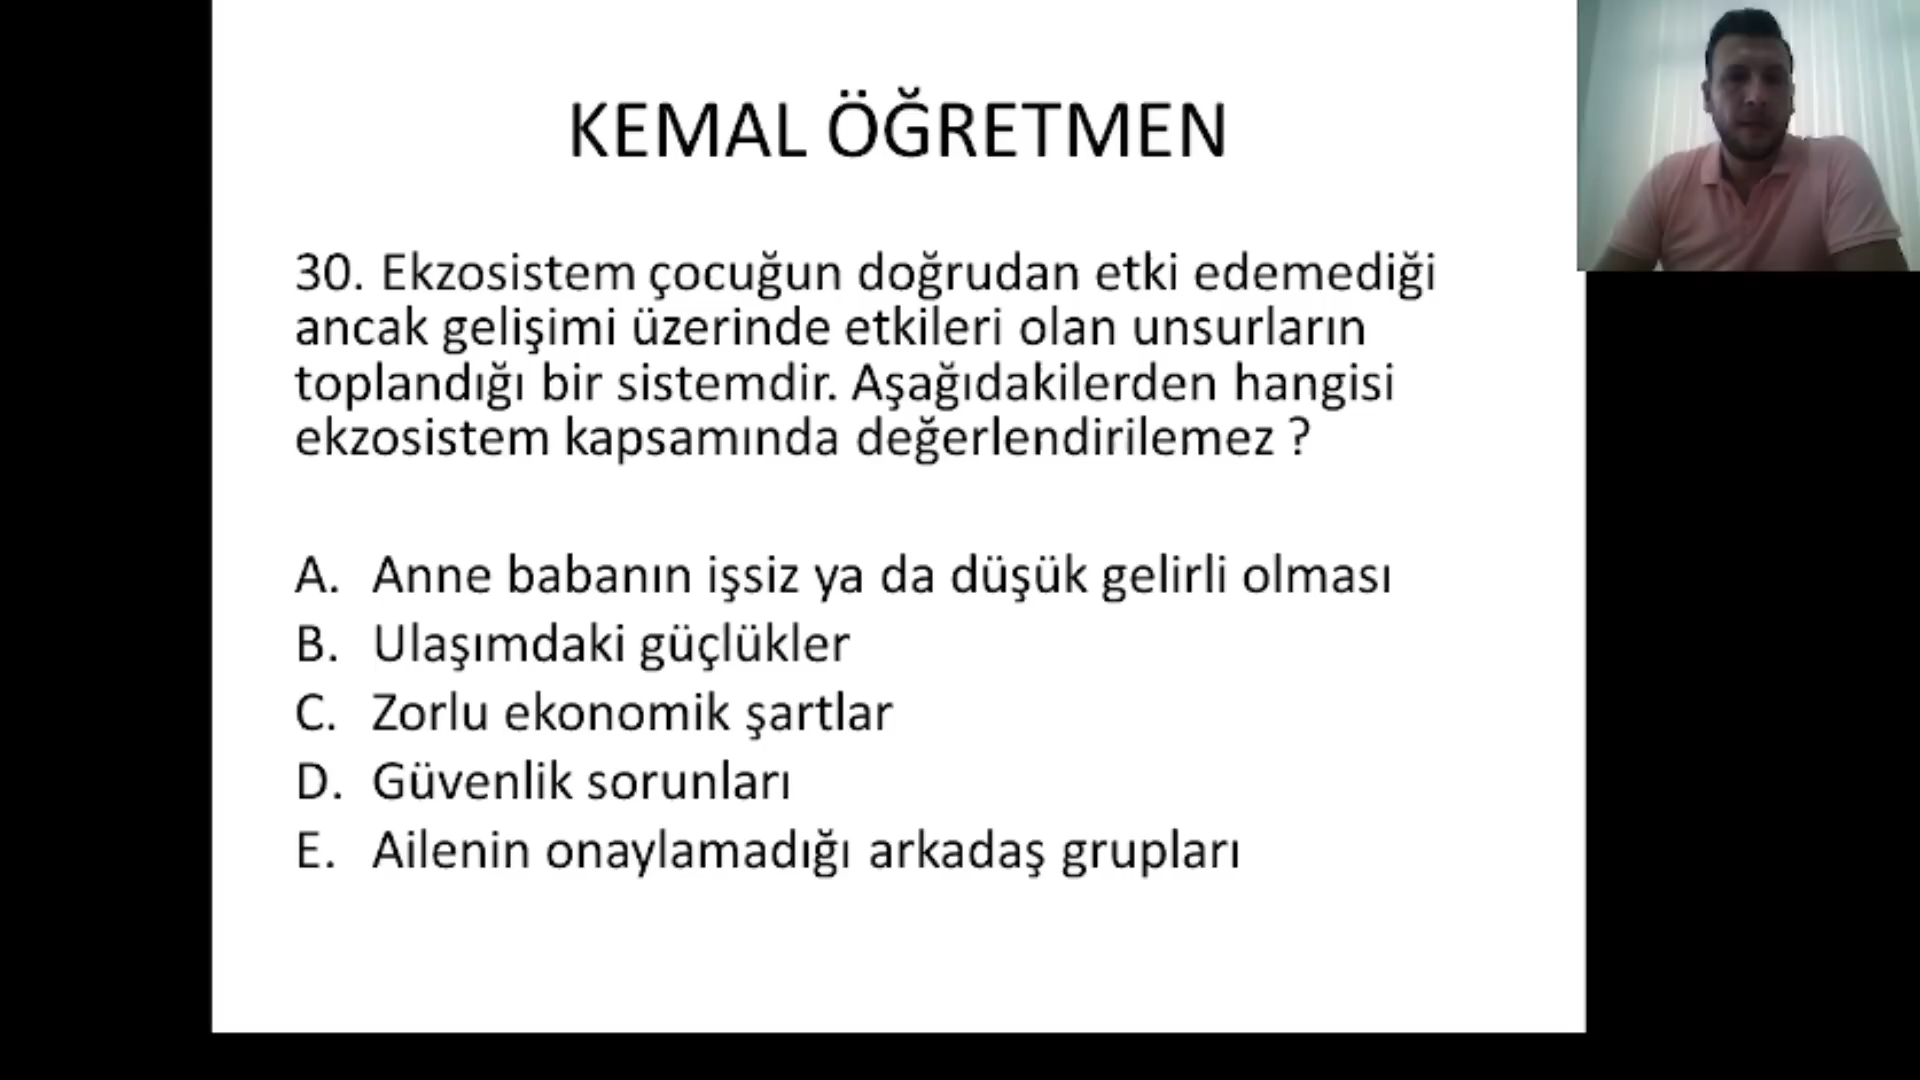 KEMAL ÖĞRETMEN
30. Ekzosistem çocuğun doğrudan etki edemediği
ancak gelişimi üzerinde etkileri olan unsurların
toplandığı bir sistemdir. Aşağıdakilerden hangisi
ekzosistem kapsamında değerlendirilemez ?
A. Anne babanın işsiz ya da düşük gelirli olması
B. Ulaşımdaki güçlükler
C. Zorlu ekonomik şartlar
D. Güvenlik sorunları
E. Ailenin onaylamadığı arkadaş grupları